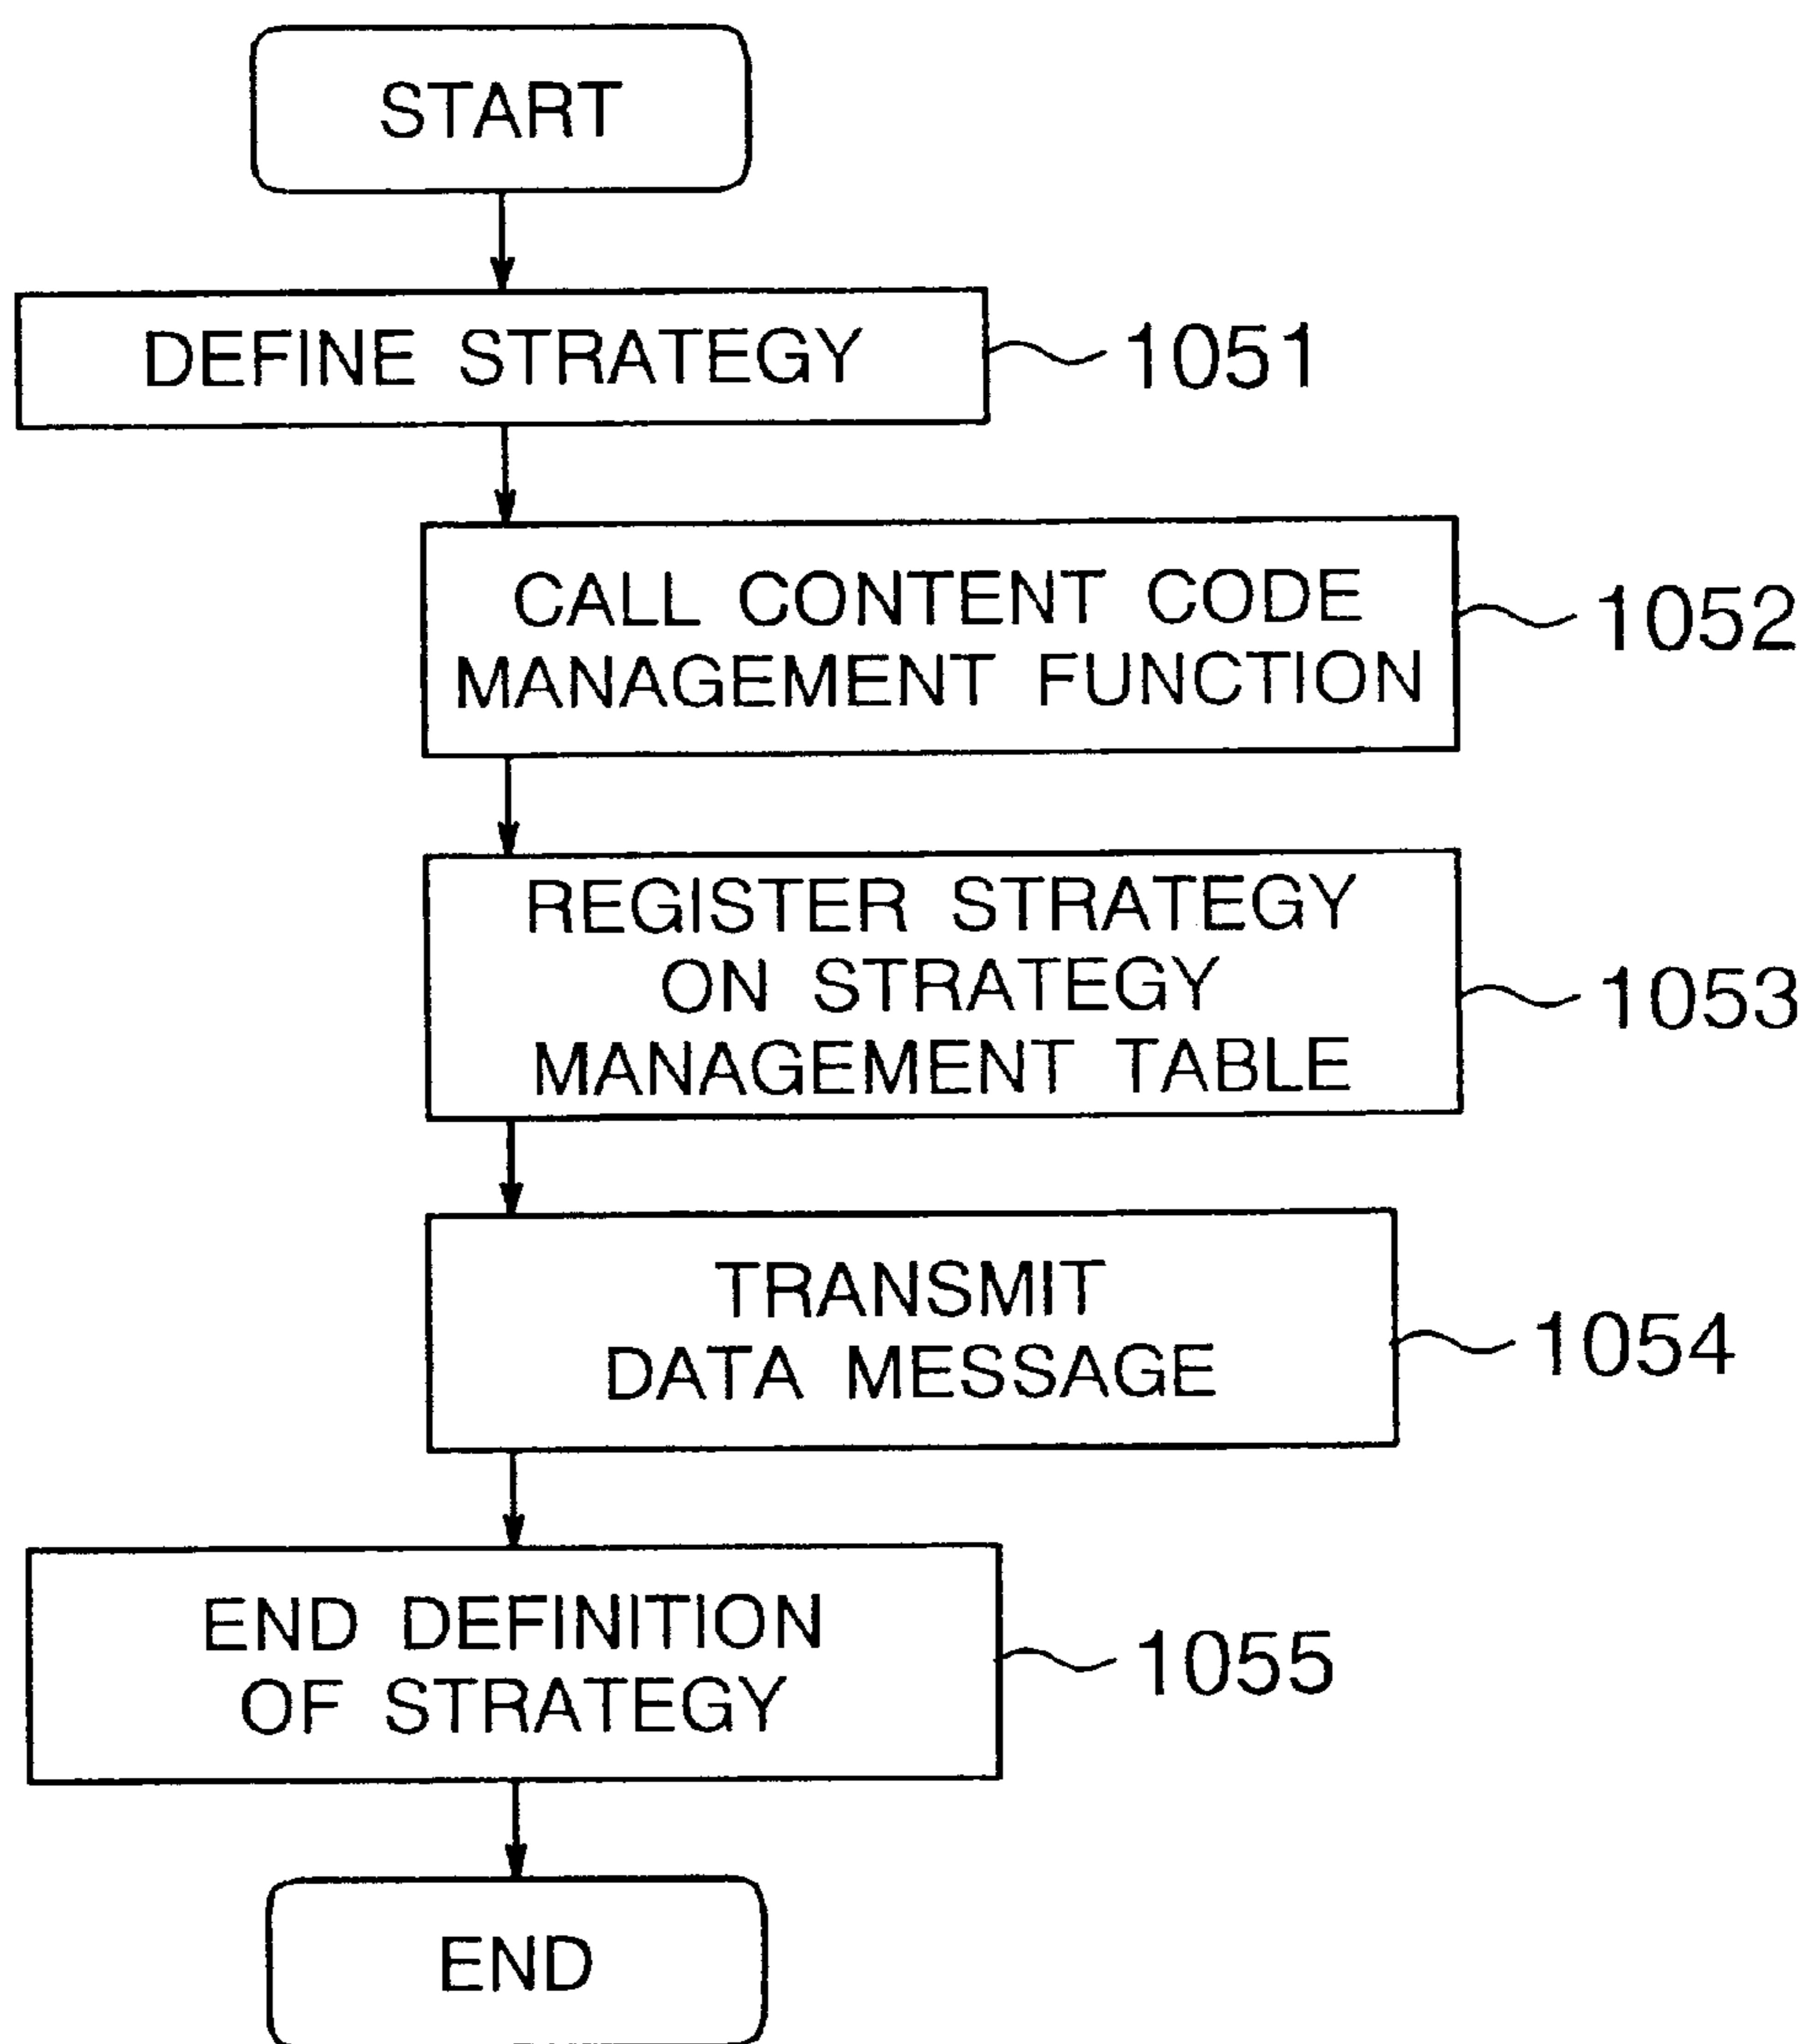 START
DEFINE STRATEGY
1051
CALL CONTENT CODE
MANAGEMENT FUNCTION
1052
REGISTER STRATEGY
ON STRATEGY
MANAGEMENT TABLE
1053
TRANSMIT
DATA MESSAGE
1054
END DEFINITION
OF STRATEGY
1055
END